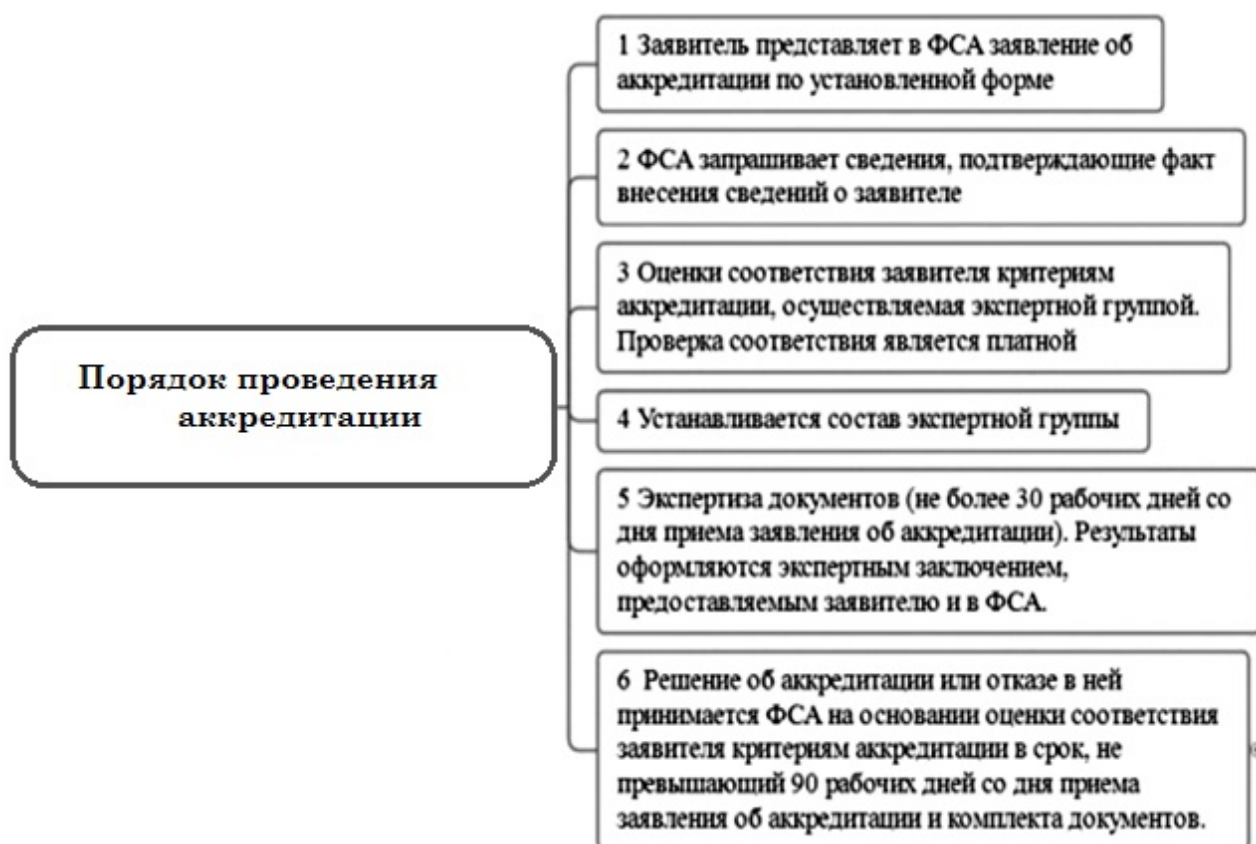 Порядок проведения
аккредитации
1 Заявитель представляет в ФСА заявление об
аккредитации по установленной форме
2 ФСА запрашивает сведения, подтверждающие факт
внесения сведений о заявителе
3 Оценки соответствия заявителя критериям
аккредитации, осуществляемая экспертной группой.
Проверка соответствия является платной
4 Устанавливается состав экспертной группы
5 Экспертиза документов (не более 30 рабочих дней со
дня приема заявления об аккредитации). Результаты
оформляются экспертным заключением,
предоставляемым заявителю и в ФСА.
6 Решение об аккредитации или отказе в ней
принимается ФСА на основании оценки соответствия
заявителя критериям аккредитации в срок, не
превышающий 90 рабочих дней со дня приема
заявления об аккредитации и комплекта документов.